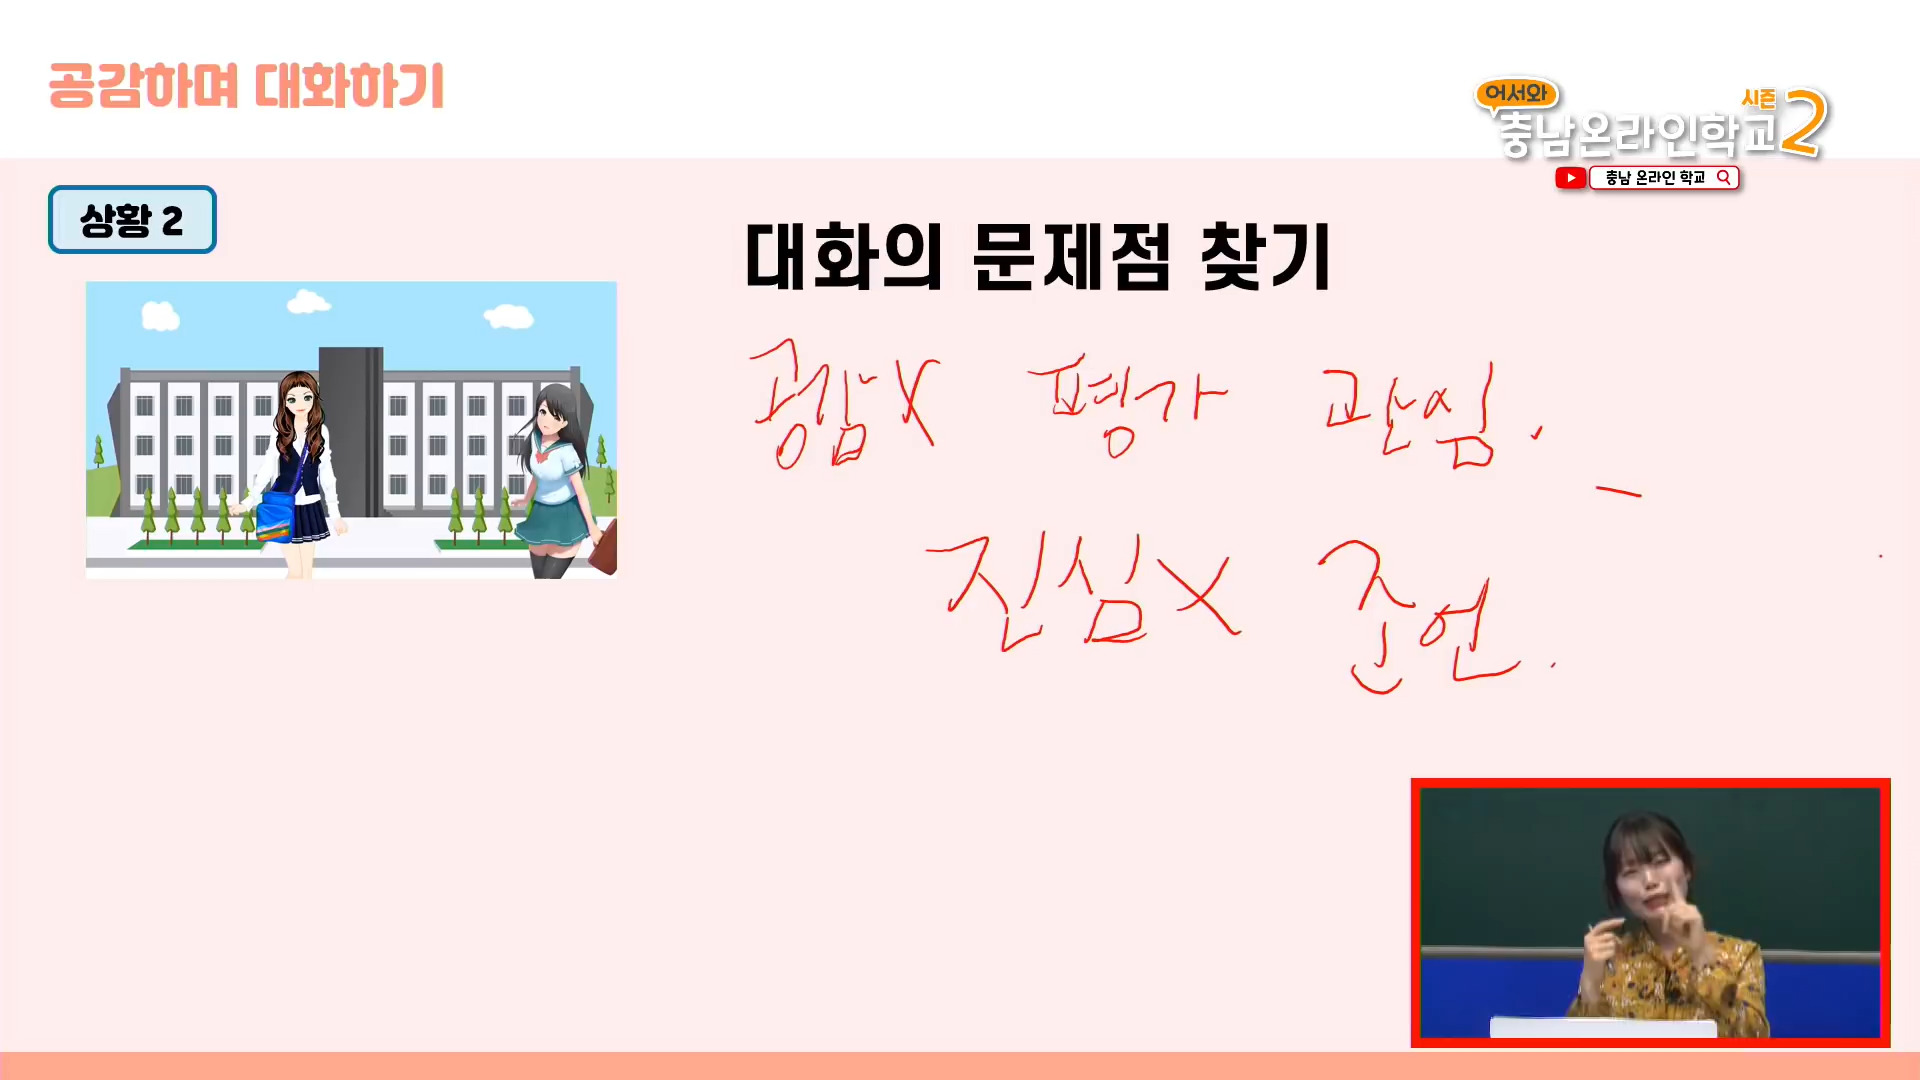 공감하며 대화하기
어서와
충남온라인학교 시즌2
충남 온라인 학교
상황 2
대화의 문제점 찾기
공감X 평가 관심.
진심X 조언.